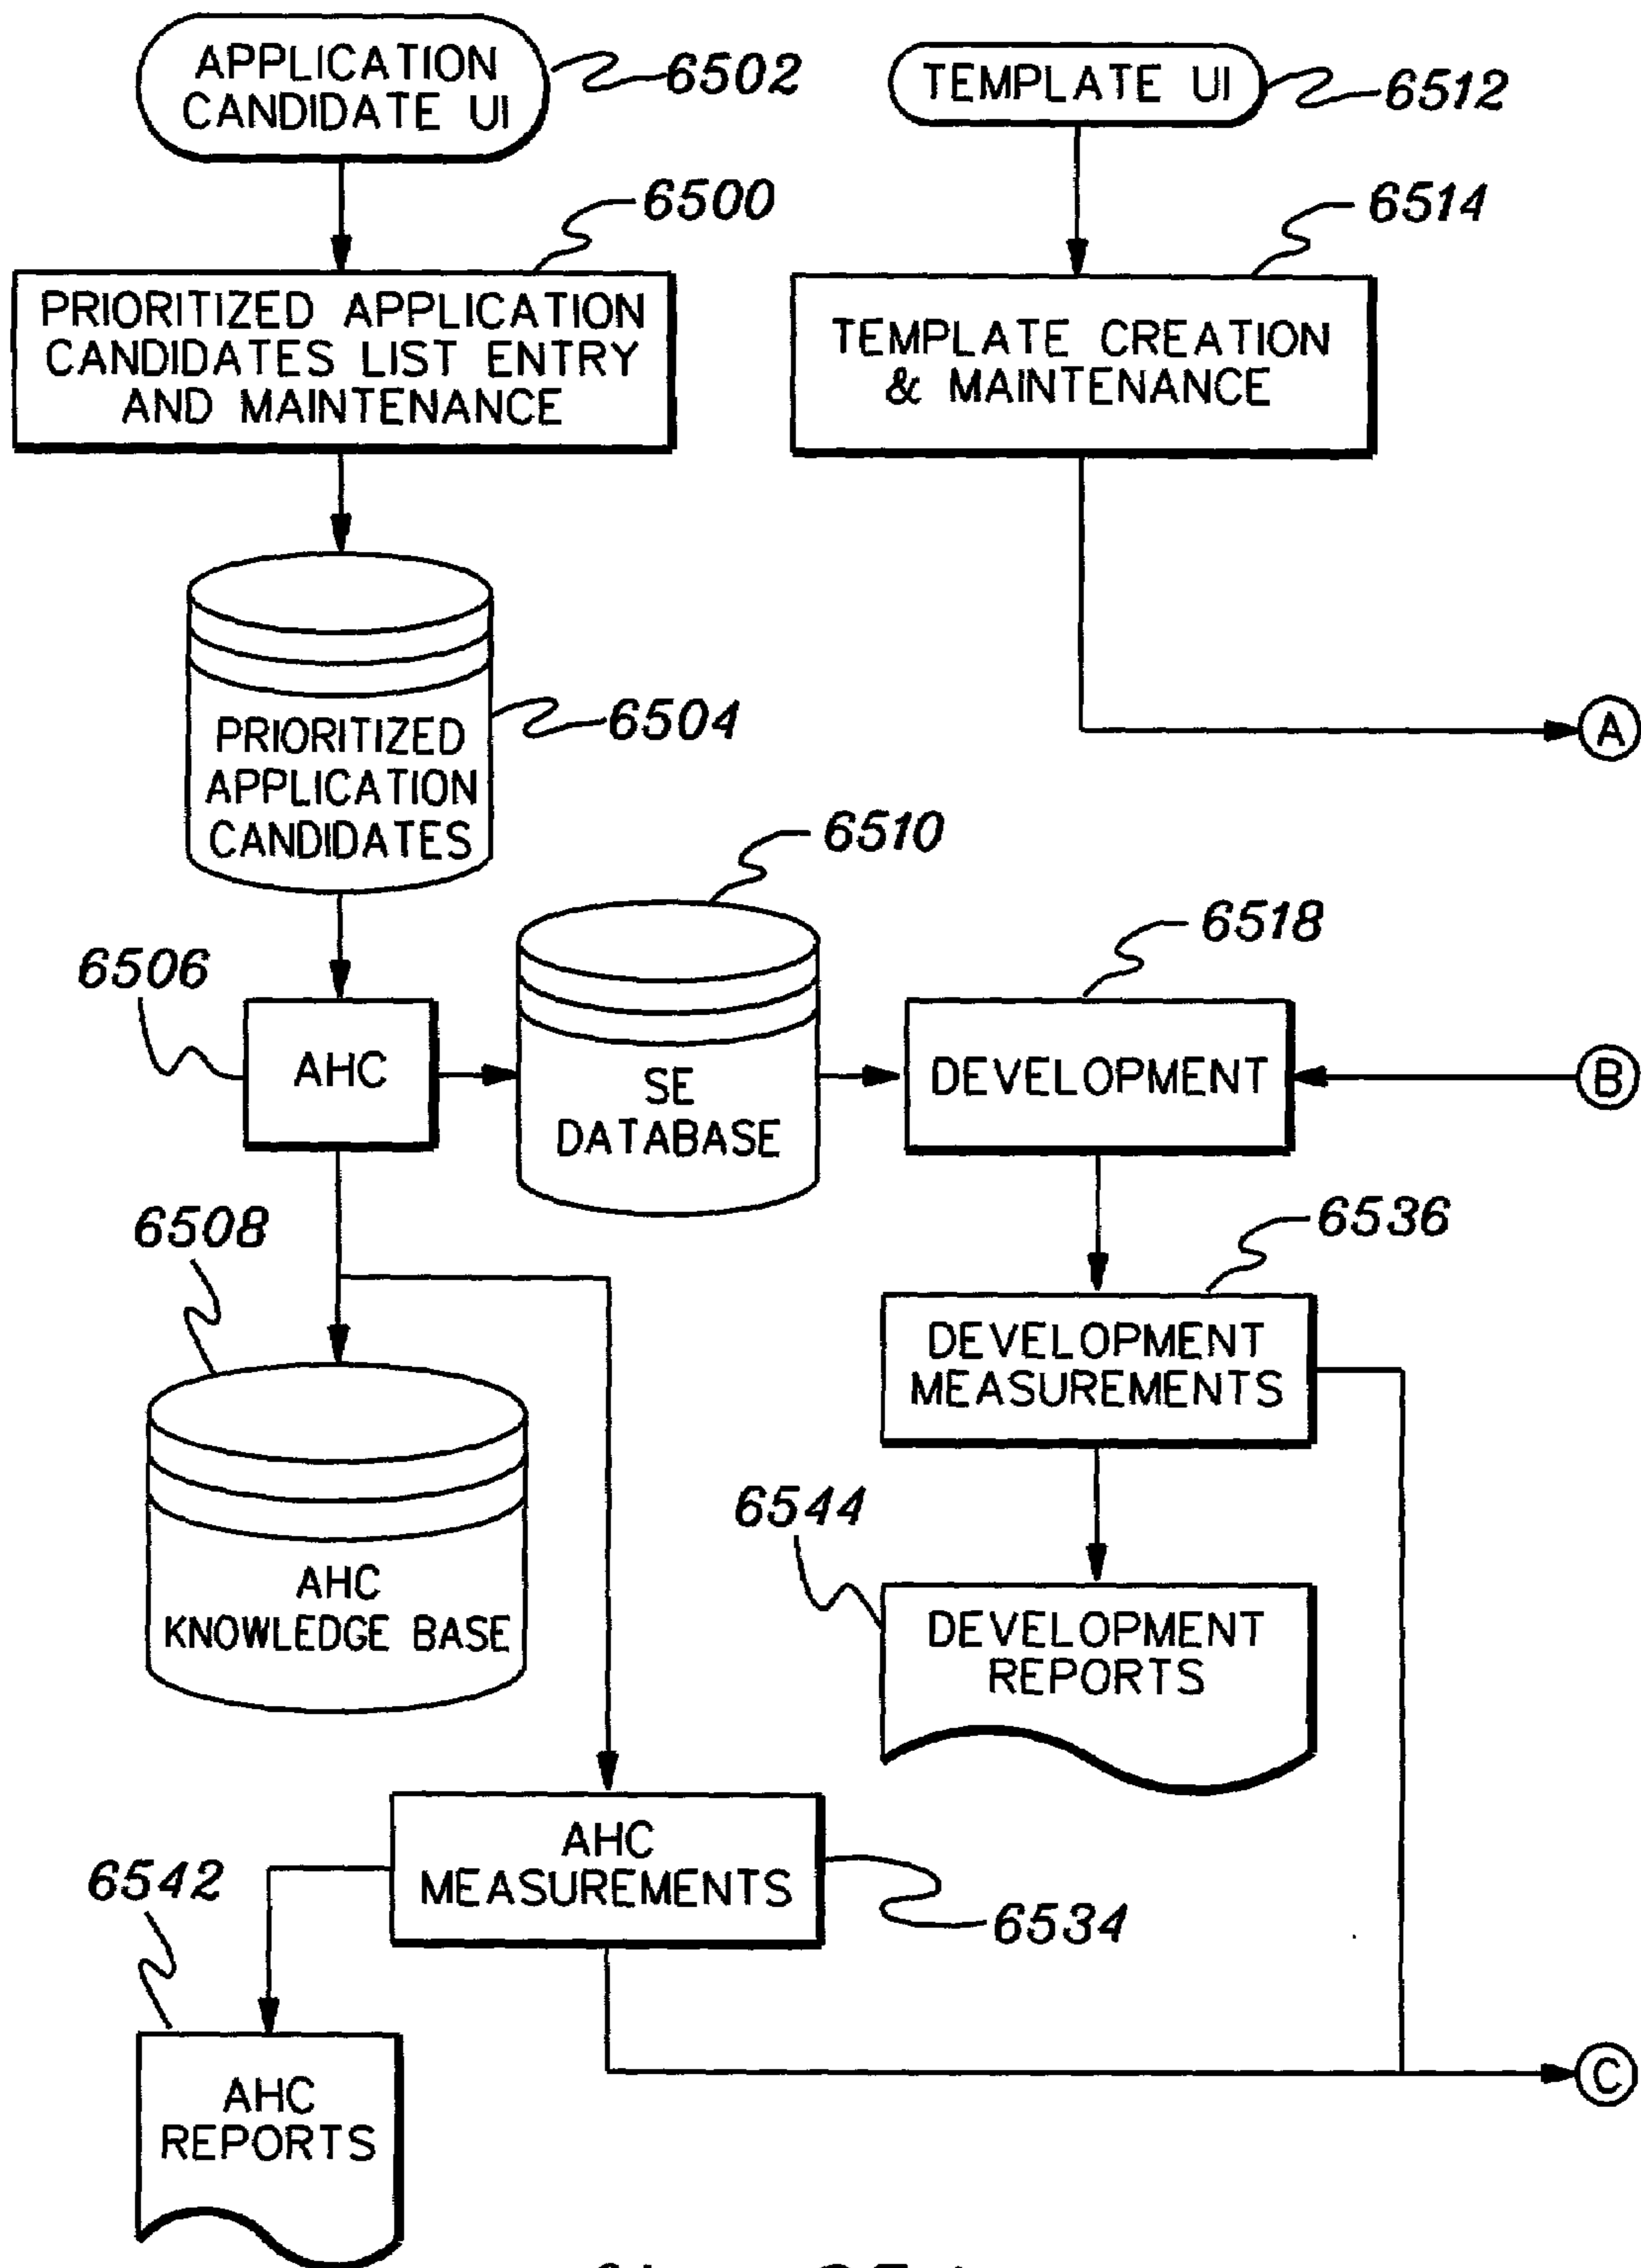 APPLICATION
CANDIDATE UI
6502
TEMPLATE UI
6512
6500
6514
PRIORITIZED APPLICATION
CANDIDATES LIST ENTRY
AND MAINTENANCE
TEMPLATE CREATION
& MAINTENANCE
PRIORITIZED
APPLICATION
CANDIDATES
6504
A
6510
6518
6506
AHC
SE
DATABASE
DEVELOPMENT
B
6508
6536
DEVELOPMENT
MEASUREMENTS
AHC
KNOWLEDGE BASE
6544
DEVELOPMENT
REPORTS
AHC
MEASUREMENTS
6534
6542
C
AHC
REPORTS